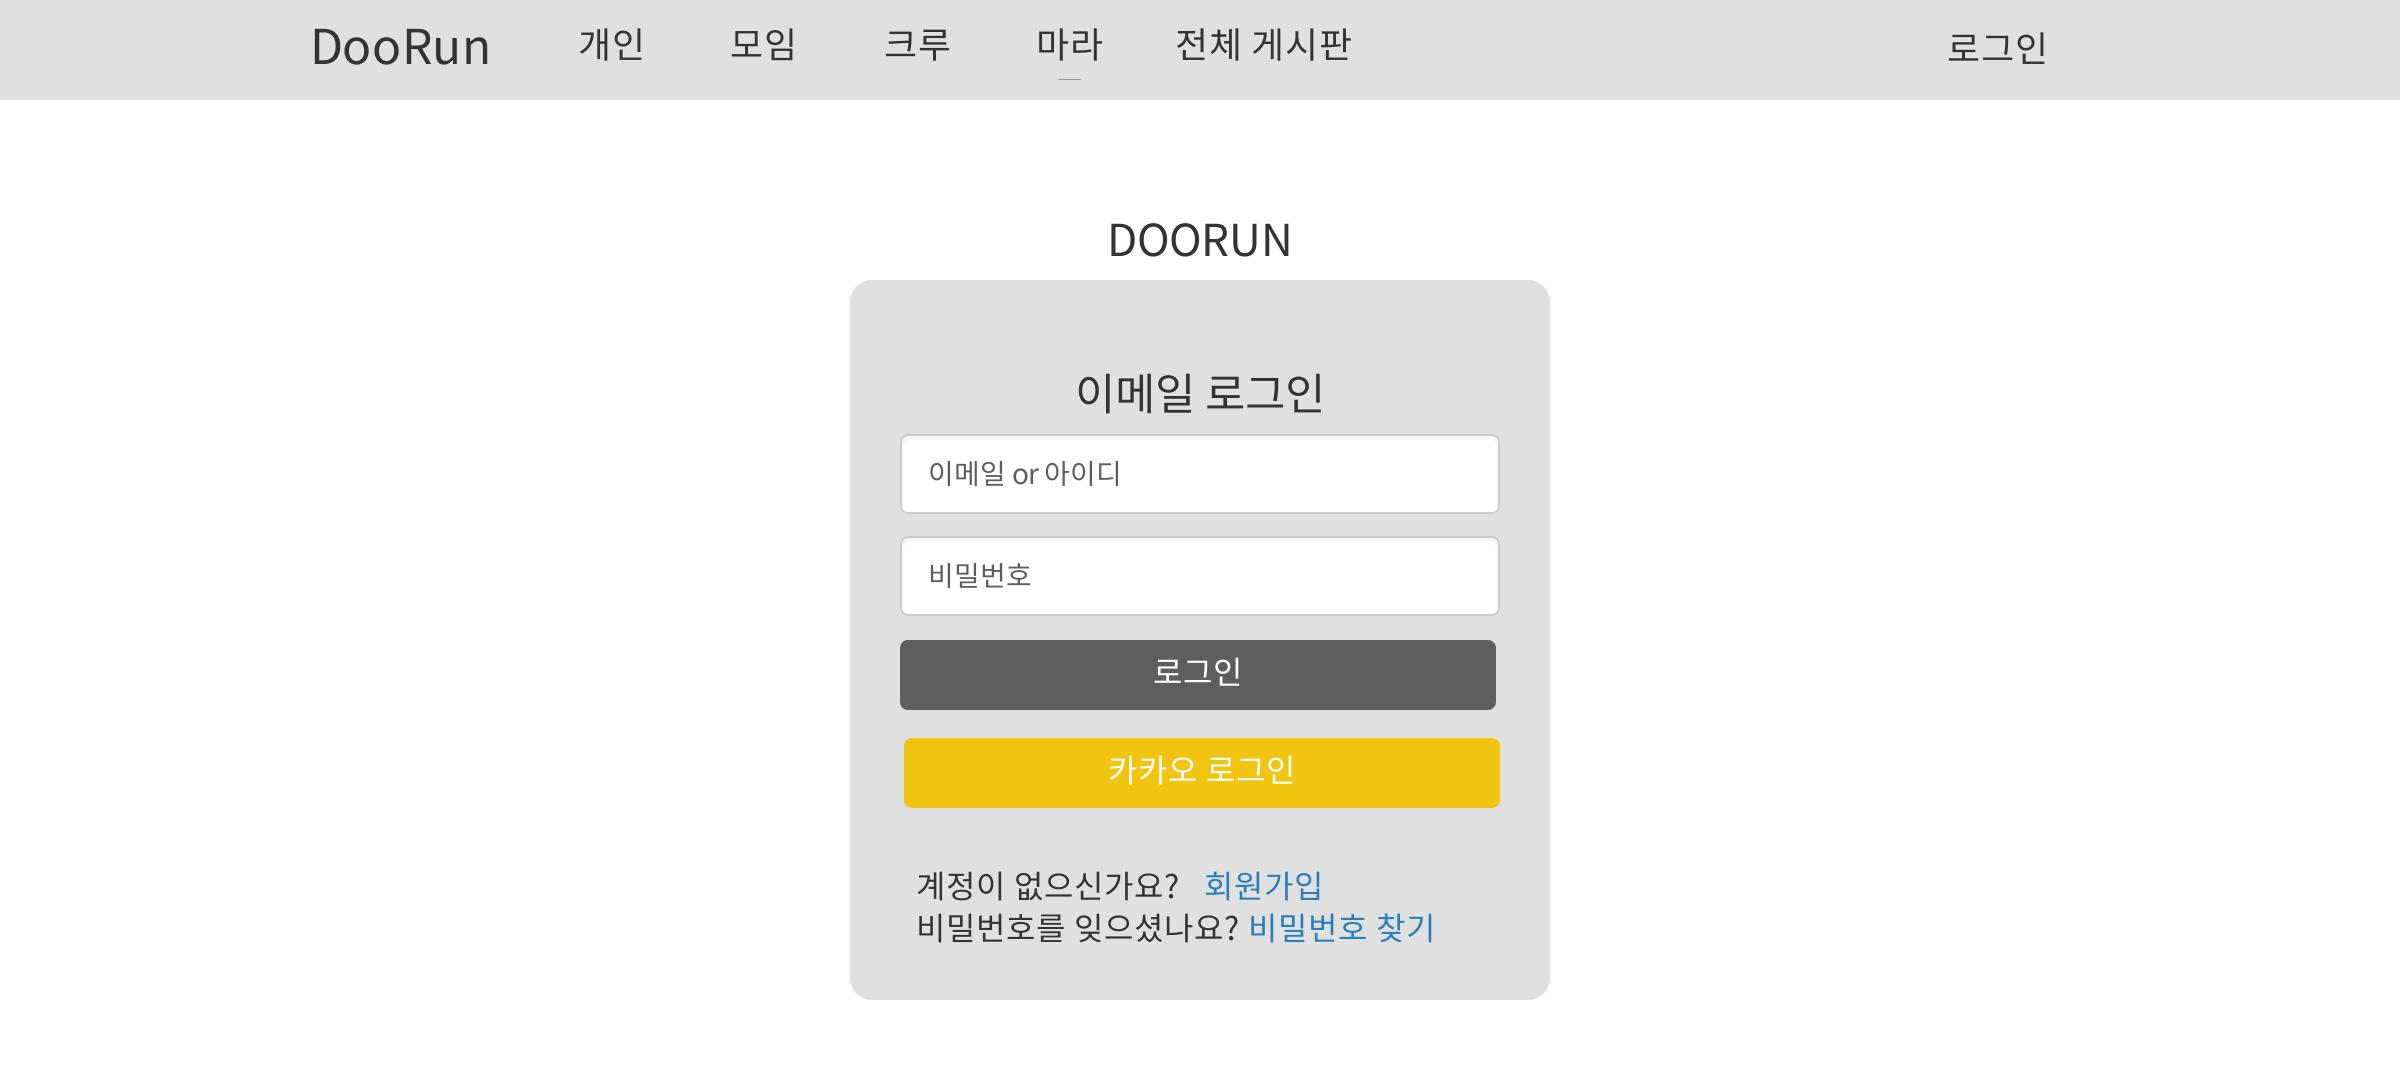 DooRun 개인 모임 크루 마라 전체 게시판 로그인
DOORUN
이메일 로그인
이메일 or 아이디
비밀번호
로그인
카카오 로그인
계정이 없으신가요? 회원가입
비밀번호를 잊으셨나요? 비밀번호 찾기